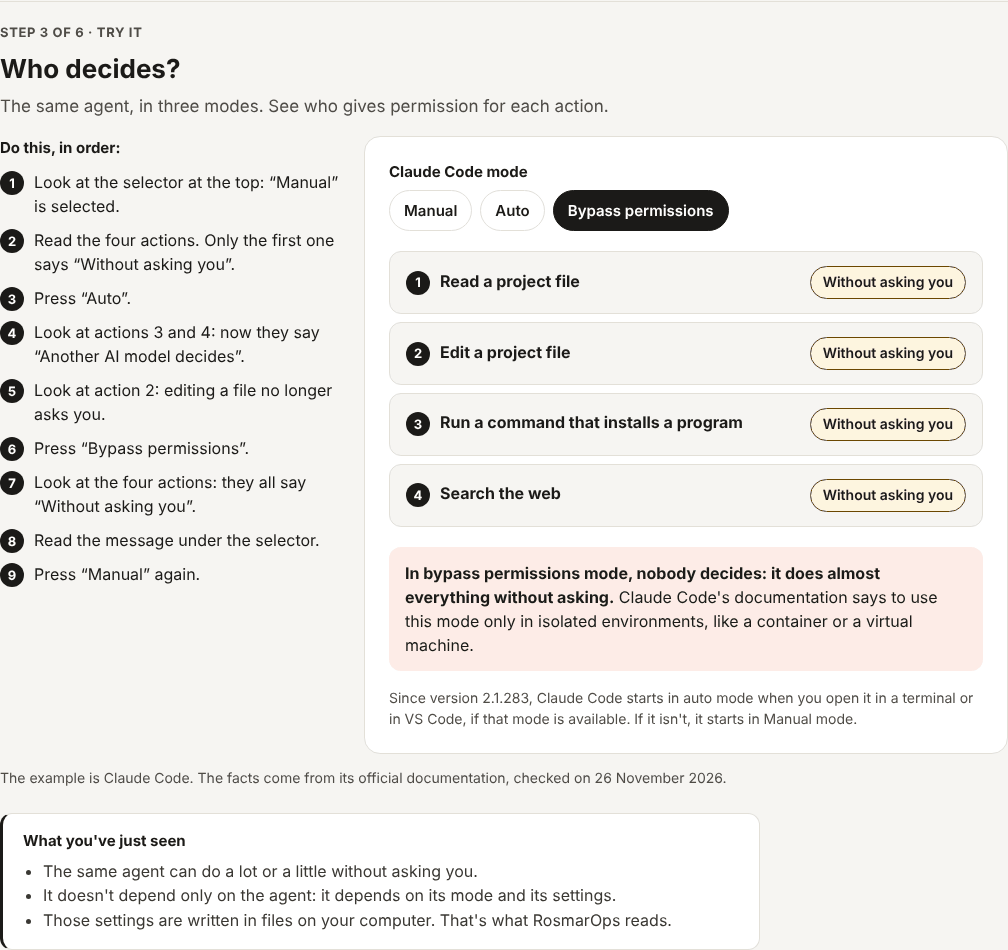 STEP 3 OF 6 · TRY IT
Who decides?
The same agent, in three modes. See who gives permission for each action.
Do this, in order:
1 Look at the selector at the top: “Manual”
is selected.
2 Read the four actions. Only the first one
says “Without asking you”.
3 Press “Auto”.
4 Look at actions 3 and 4: now they say
“Another AI model decides”.
5 Look at action 2: editing a file no longer
asks you.
6 Press “Bypass permissions”.
7 Look at the four actions: they all say
“Without asking you”.
8 Read the message under the selector.
9 Press “Manual” again.
Claude Code mode
Manual Auto Bypass permissions
1 Read a project file Without asking you
2 Edit a project file Without asking you
3 Run a command that installs a program Without asking you
4 Search the web Without asking you
In bypass permissions mode, nobody decides: it does almost
everything without asking. Claude Code's documentation says to use
this mode only in isolated environments, like a container or a virtual
machine.
Since version 2.1.283, Claude Code starts in auto mode when you open it in a terminal or
in VS Code, if that mode is available. If it isn't, it starts in Manual mode.
The example is Claude Code. The facts come from its official documentation, checked on 26 November 2026.
What you've just seen
• The same agent can do a lot or a little without asking you.
• It doesn't depend only on the agent: it depends on its mode and its settings.
• Those settings are written in files on your computer. That's what RosmarOps reads.